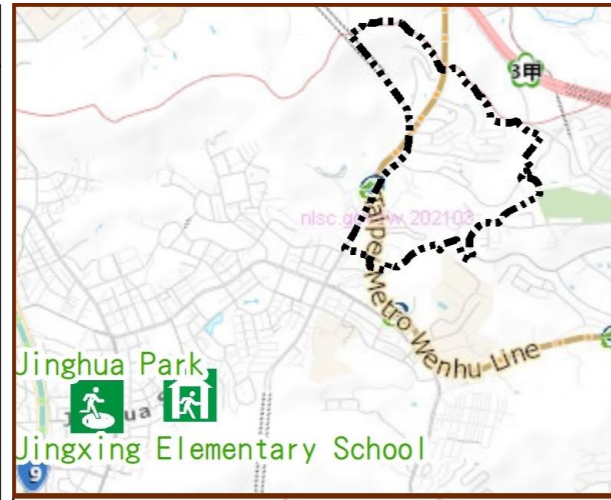 3甲
nlsc.gov.tw_202103
Taipei Metro Wenhu Line
Jinghua Park
Jingxing Elementary School
9